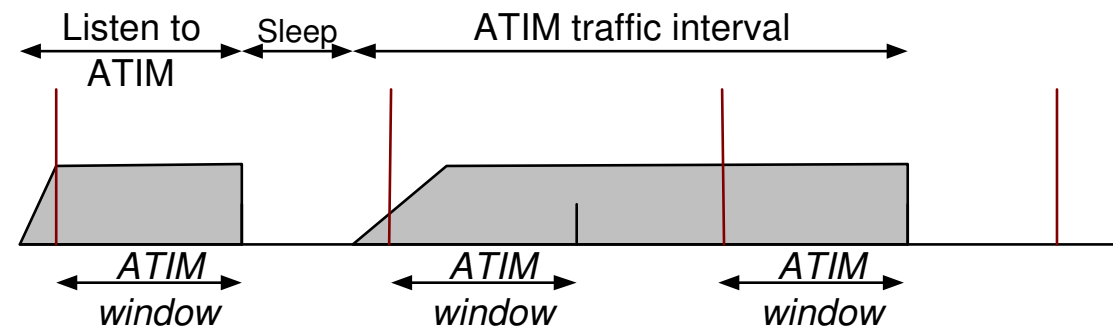 Listen to
ATIM
Sleep
ATIM traffic interval
ATIM
window
ATIM
window
ATIM
window